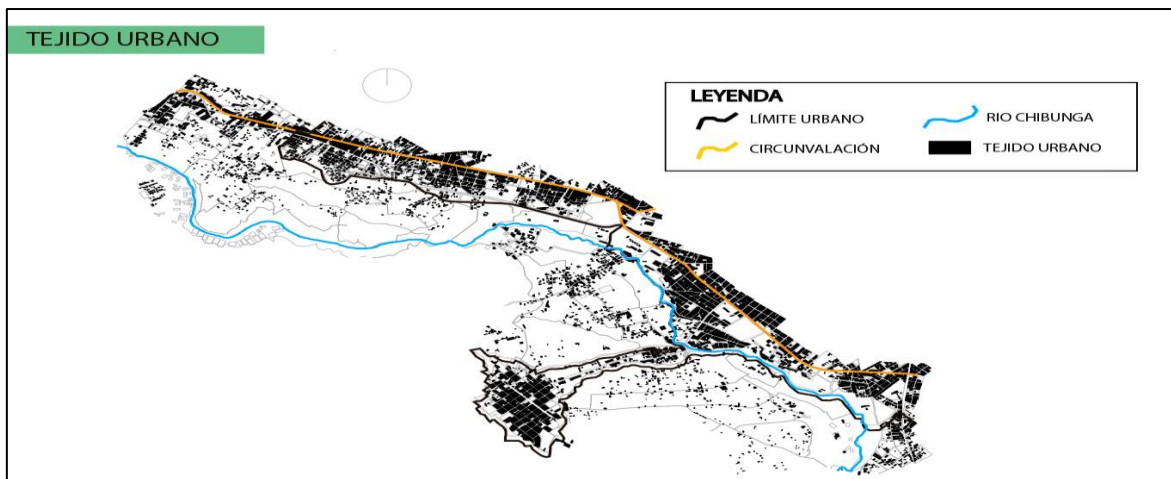 TEJIDO URBANO
LEYENDA
LÍMITE URBANO
RIO CHIBUNGA
CIRCUNVALACIÓN
TEJIDO URBANO